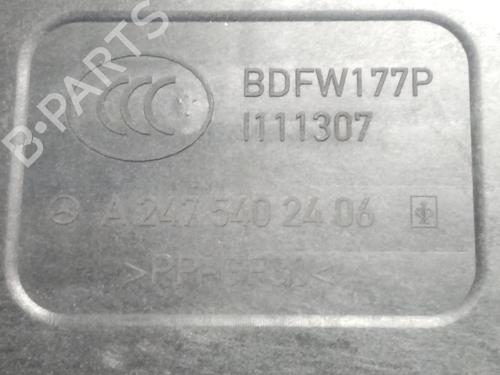 B-PARTS
CCC
BDFW177P
I111307
A 247 540 24 06